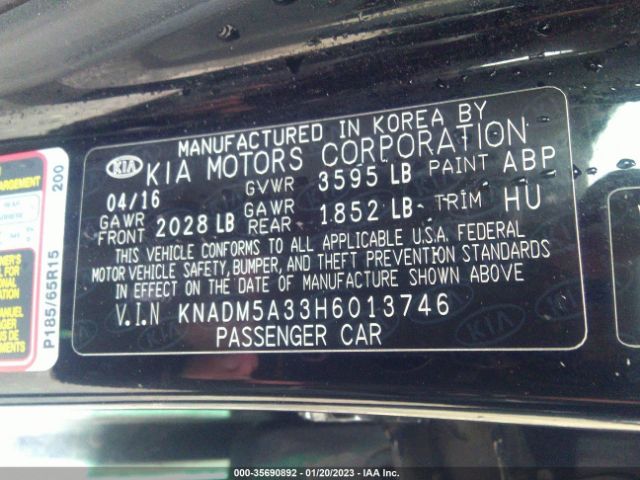 MANUFACTURED IN KOREA BY
KIA KIA MOTORS CORPORATION
04/16 GVWR 3595 LB PAINT ABP
GAWR FRONT 2028 LB GAWR REAR 1852 LB TRIM HU
THIS VEHICLE CONFORMS TO ALL APPLICABLE U.S.A. FEDERAL
MOTOR VEHICLE SAFETY, BUMPER, AND THEFT PREVENTION STANDARDS
IN EFFECT ON THE DATE OF MANUFACTURE SHOWN ABOVE
V.I.N KNADM5A33H6013746
PASSENGER CAR
P185/65R15 200
000-35690892 / 01/20/2023 - IAA Inc.